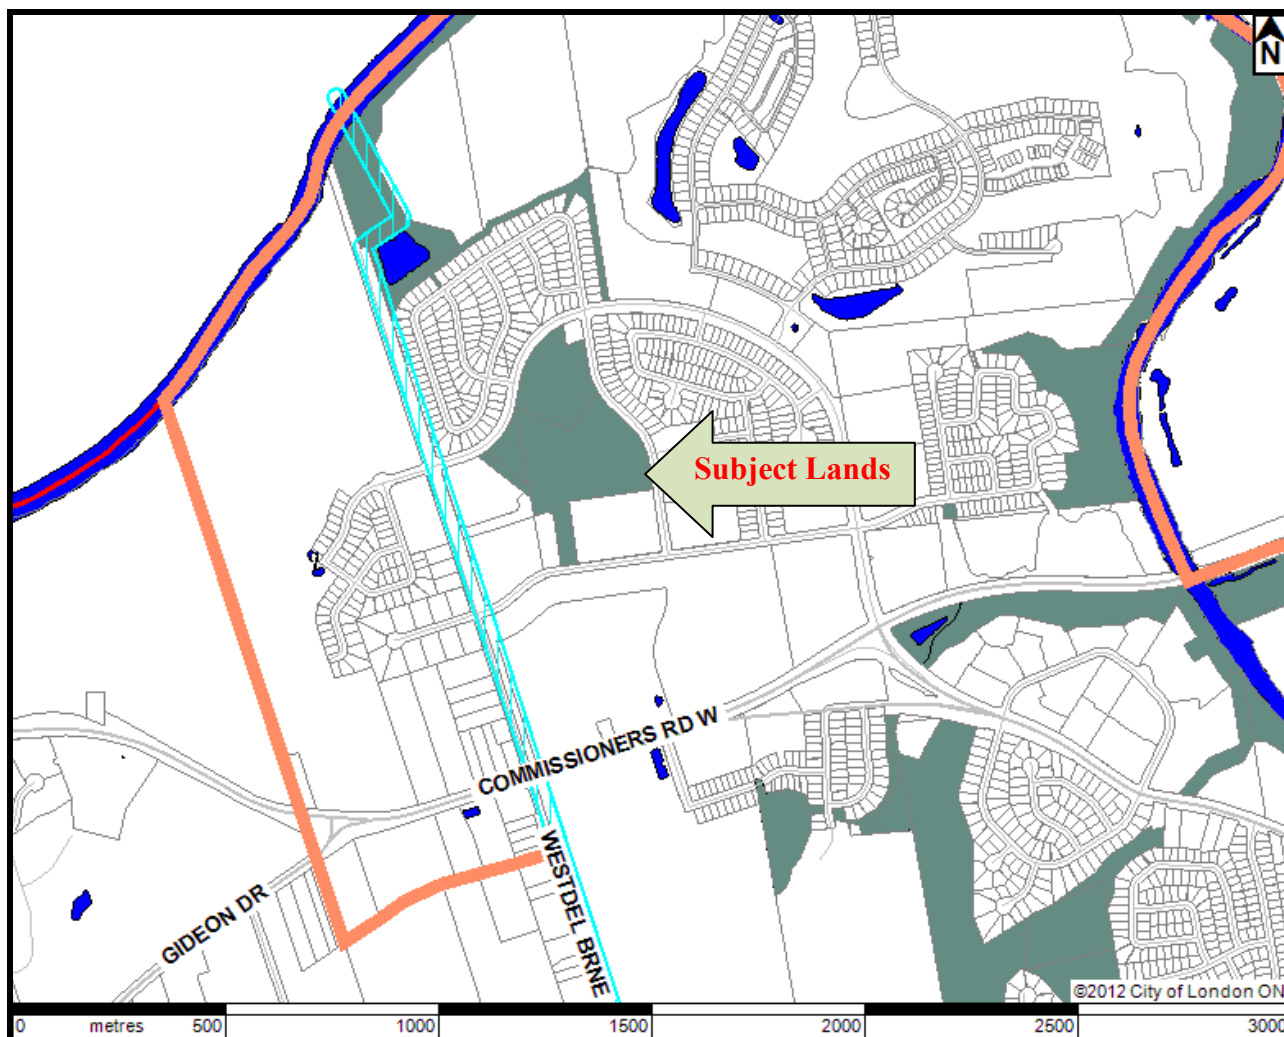 N
Subject Lands
COMMISSIONERS RD W
WESTDEL BRNE
GIDEON DR
©2012 City of London ON
0 metres 500 1000 1500 2000 2500 3000